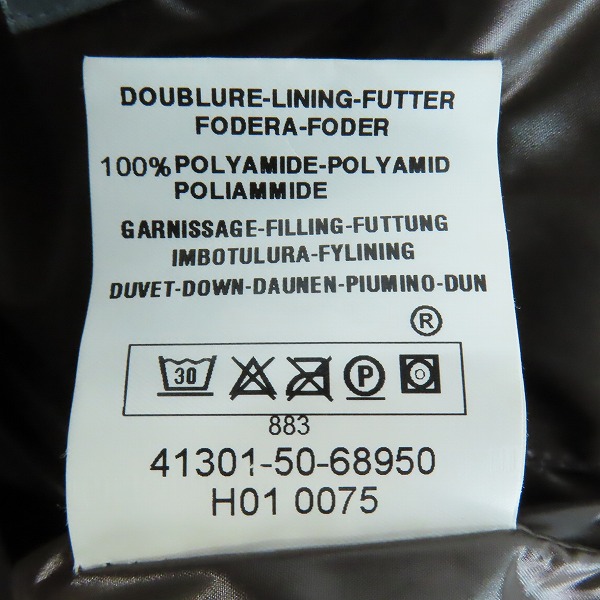 DOUBLURE-LINING-FUTTER
FODERA-FODER
100% POLYAMIDE-POLYAMID
POLIAMMIDE
GARNISSAGE-FILLING-FUTTUNG
IMBOTULURA-FYLINING
DUVET-DOWN-DAUNEN-PIUMINO-DUN
®
30 P
883
41301-50-68950
H01 0075